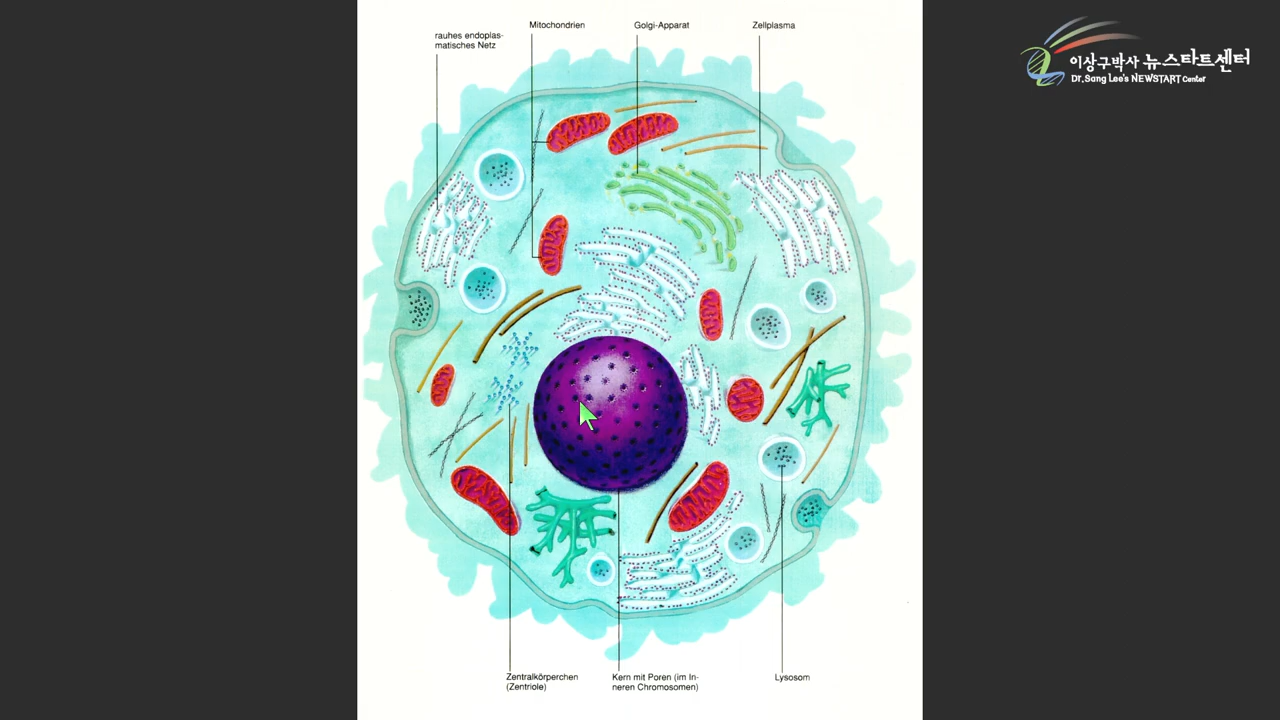 Mitochondrien
Golgi-Apparat
Zellplasma
rauhes endoplas-
matisches Netz
이상구박사 뉴스타트센터
Dr. Sang Lee's NEWSTART Center
Zentralkörperchen
(Zentriole)
Kern mit Poren (im In-
neren Chromosomen)
Lysosom